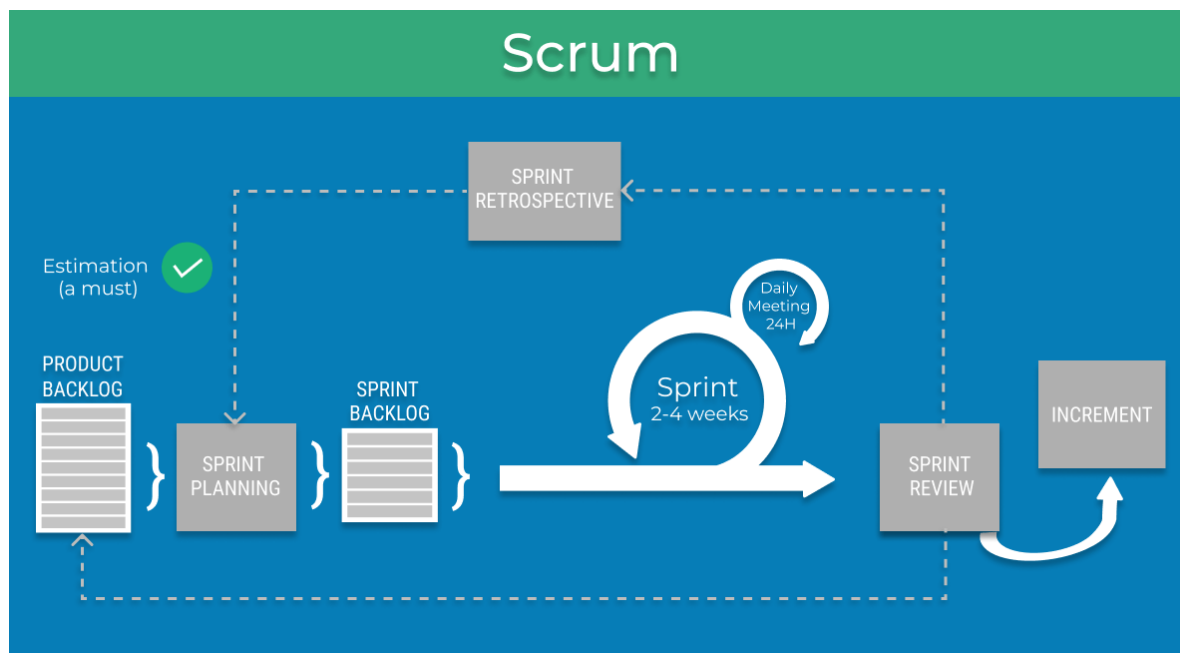 Scrum
SPRINT
RETROSPECTIVE
Estimation
(a must)
Daily
Meeting
24H
PRODUCT
BACKLOG
SPRINT
BACKLOG
Sprint
2-4 weeks
INCREMENT
SPRINT
PLANNING
SPRINT
REVIEW